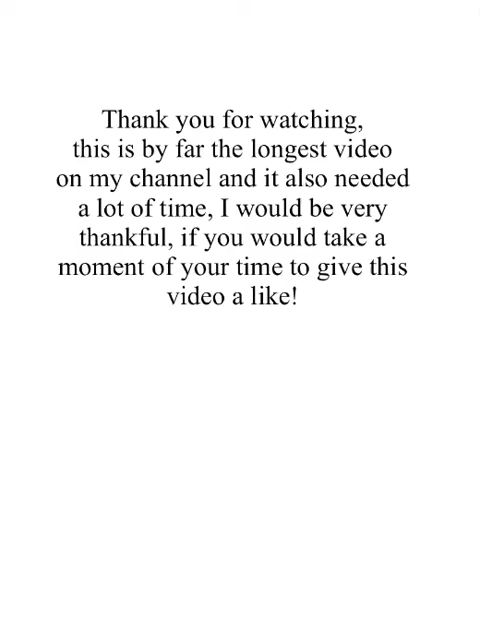 Thank you for watching,
this is by far the longest video
on my channel and it also needed
a lot of time, I would be very
thankful, if you would take a
moment of your time to give this
video a like!